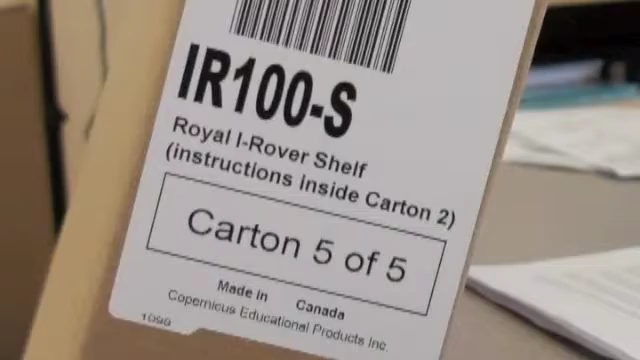 IR100-S
Royal I-Rover Shelf
(instructions inside Carton 2)
Carton 5 of 5
Made in Canada
Copernicus Educational Products Inc.